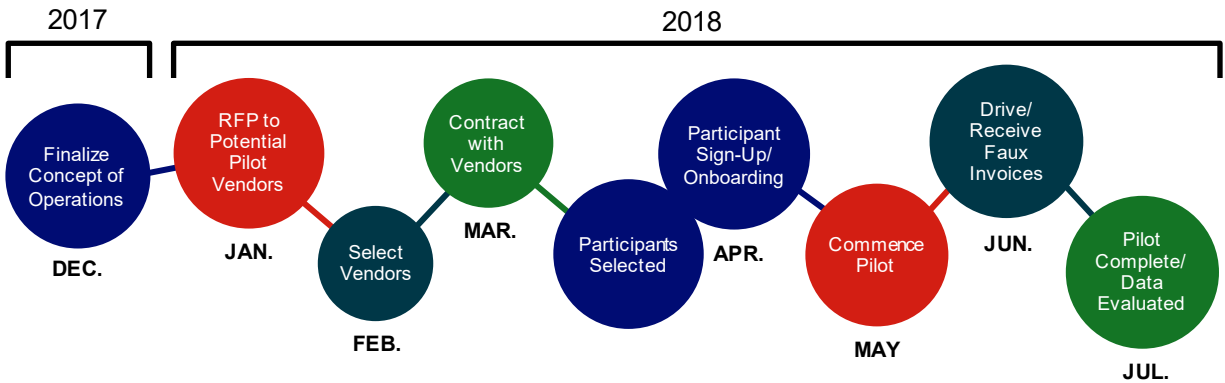 2017
2018
Finalize
Concept of
Operations
DEC.
RFP to
Potential
Pilot
Vendors
JAN.
Select
Vendors
FEB.
Contract
with
Vendors
MAR.
Participants
Selected
Participant
Sign-Up/
Onboarding
APR.
Commence
Pilot
MAY
Drive/
Receive
Faux
Invoices
JUN.
Pilot
Complete/
Data
Evaluated
JUL.